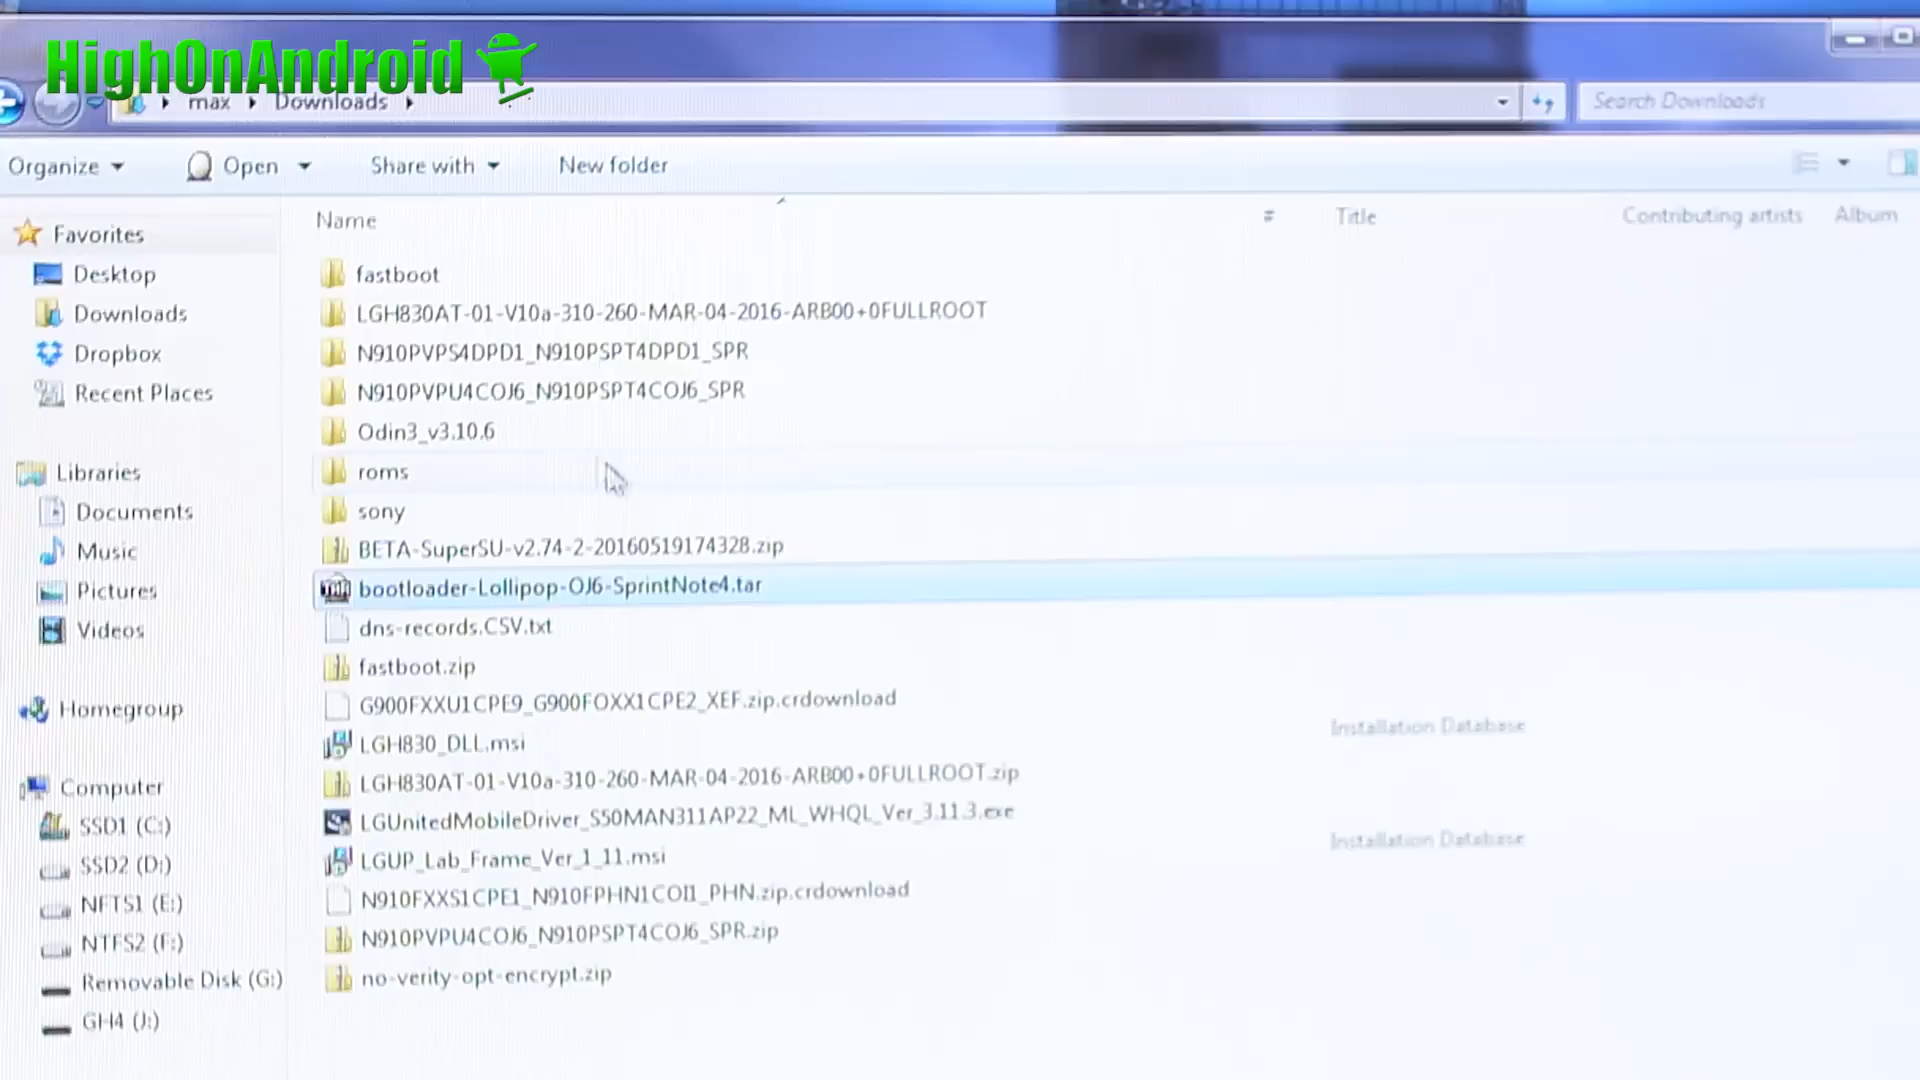 HighOnAndroid
max Downloads
Search Downloads
Organize Open Share with New folder
Name # Title Contributing artists Album
Favorites
Desktop
Downloads
Dropbox
Recent Places
Libraries
Documents
Music
Pictures
Videos
Homegroup
Computer
SSD1 (C:)
SSD2 (D:)
NFTS1 (E:)
NTFS2 (F:)
Removable Disk (G:)
GH4 (J:)
fastboot
LGH830AT-01-V10a-310-260-MAR-04-2016-ARB00+0FULLROOT
N910PVPS4DPD1_N910PSPT4DPD1_SPR
N910PVPU4COJ6_N910PSPT4COJ6_SPR
Odin3_v3.10.6
roms
sony
BETA-SuperSU-v2.74-2-20160519174328.zip
bootloader-Lollipop-OJ6-SprintNote4.tar
dns-records.CSV.txt
fastboot.zip
G900FXXU1CPE9_G900FOXX1CPE2_XEF.zip.crdownload
LGH830_DLL.msi Installation Database
LGH830AT-01-V10a-310-260-MAR-04-2016-ARB00+0FULLROOT.zip
LGUnitedMobileDriver_S50MAN311AP22_ML_WHQL_Ver_3.11.3.exe
LGUP_Lab_Frame_Ver_1_11.msi Installation Database
N910FXXS1CPE1_N910FPHN1COI1_PHN.zip.crdownload
N910PVPU4COJ6_N910PSPT4COJ6_SPR.zip
no-verity-opt-encrypt.zip